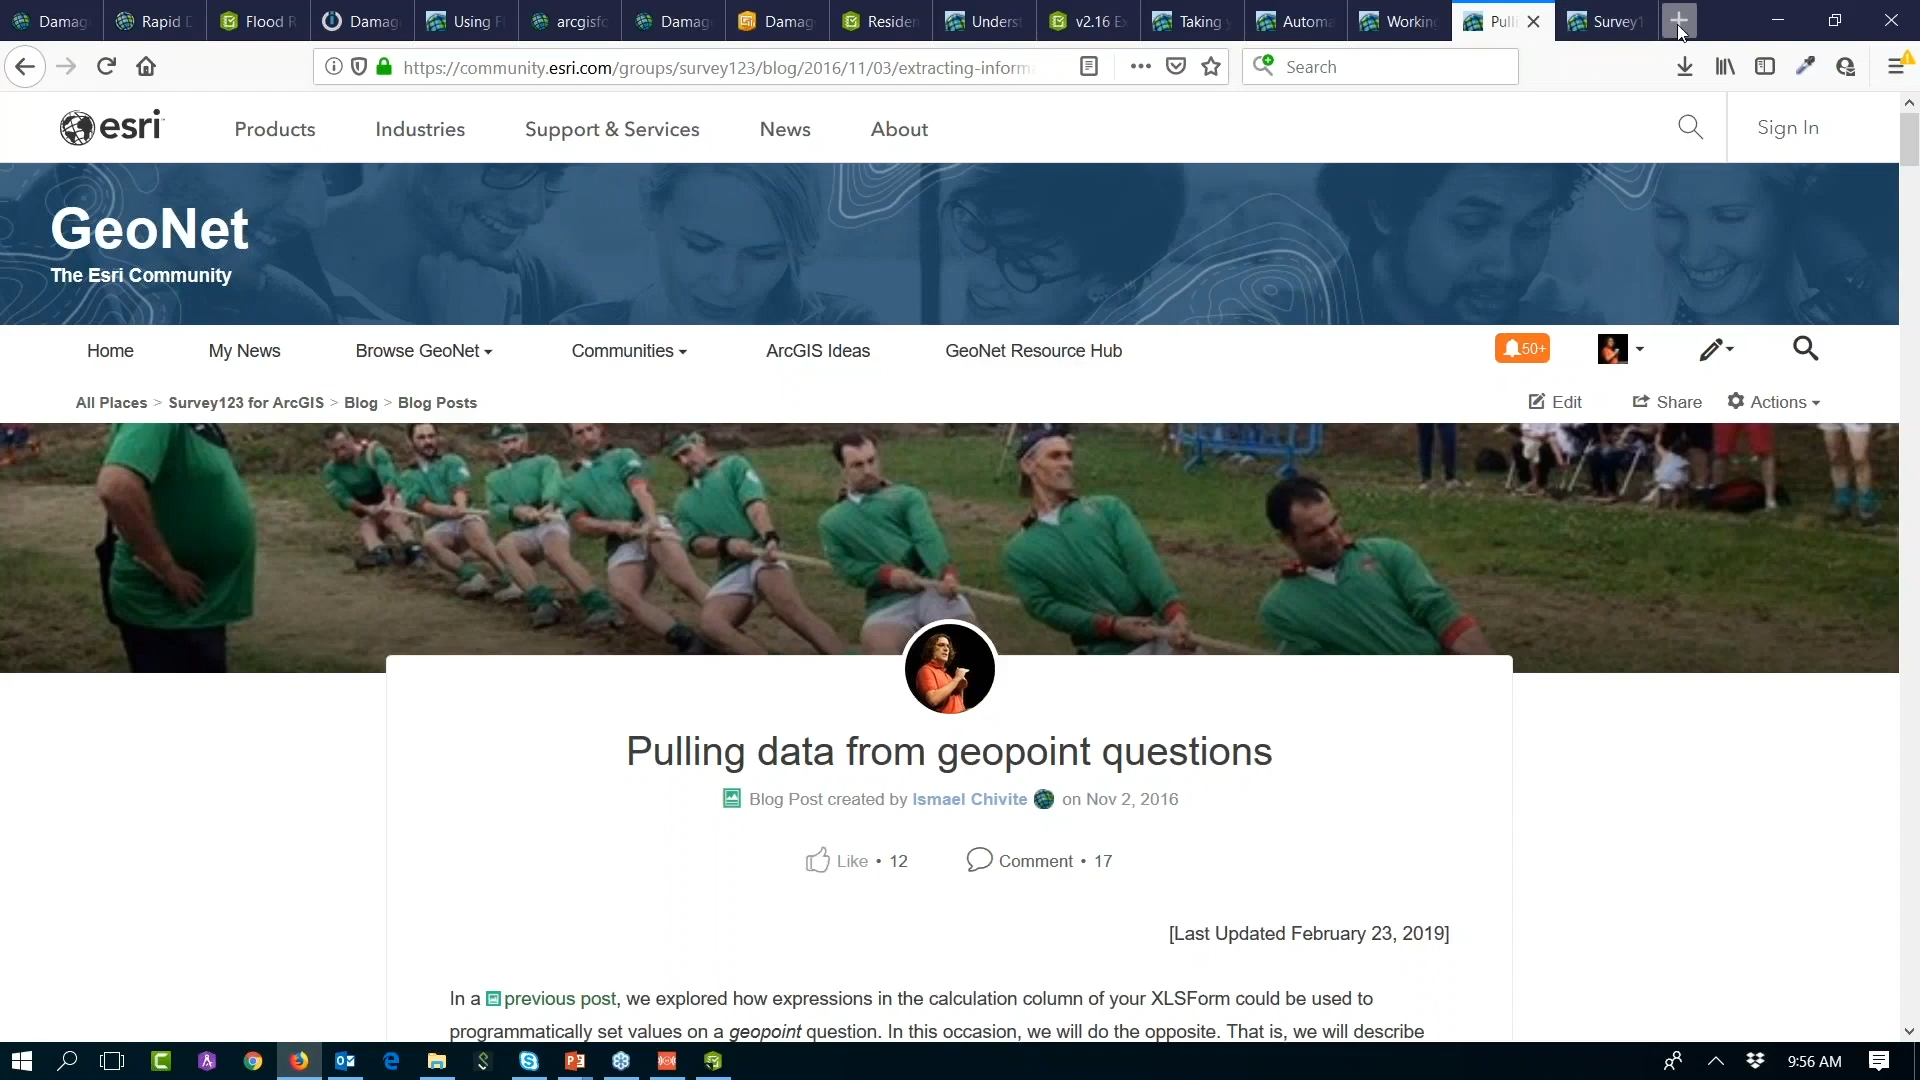 Damag Rapid D Flood R Damag Using F arcgisfo Damag Damag Residen Underst v2.16 E Taking Automa Working Pulli Survey1
https://community.esri.com/groups/survey123/blog/2016/11/03/extracting-inform
Search
esri Products Industries Support & Services News About Sign In
GeoNet
The Esri Community
Home My News Browse GeoNet Communities ArcGIS Ideas GeoNet Resource Hub 50+
All Places > Survey123 for ArcGIS > Blog > Blog Posts Edit Share Actions
Pulling data from geopoint questions
Blog Post created by Ismael Chivite on Nov 2, 2016
Like • 12 Comment • 17
[Last Updated February 23, 2019]
In a previous post, we explored how expressions in the calculation column of your XLSForm could be used to
programmatically set values on a geopoint question. In this occasion, we will do the opposite. That is, we will describe
9:56 AM